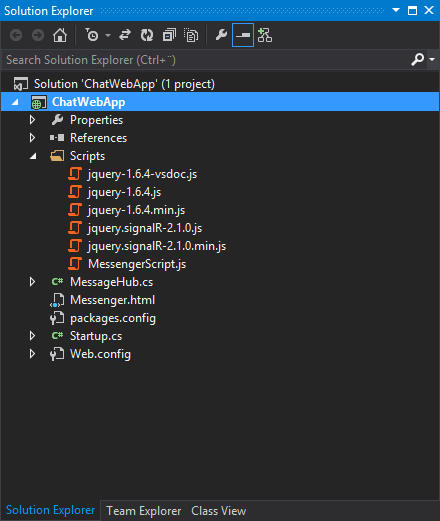 Solution Explorer
Search Solution Explorer (Ctrl+¨)
Solution 'ChatWebApp' (1 project)
ChatWebApp
Properties
References
Scripts
jquery-1.6.4-vsdoc.js
jquery-1.6.4.js
jquery-1.6.4.min.js
jquery.signalR-2.1.0.js
jquery.signalR-2.1.0.min.js
MessengerScript.js
C# MessageHub.cs
Messenger.html
packages.config
C# Startup.cs
Web.config
Solution Explorer Team Explorer Class View